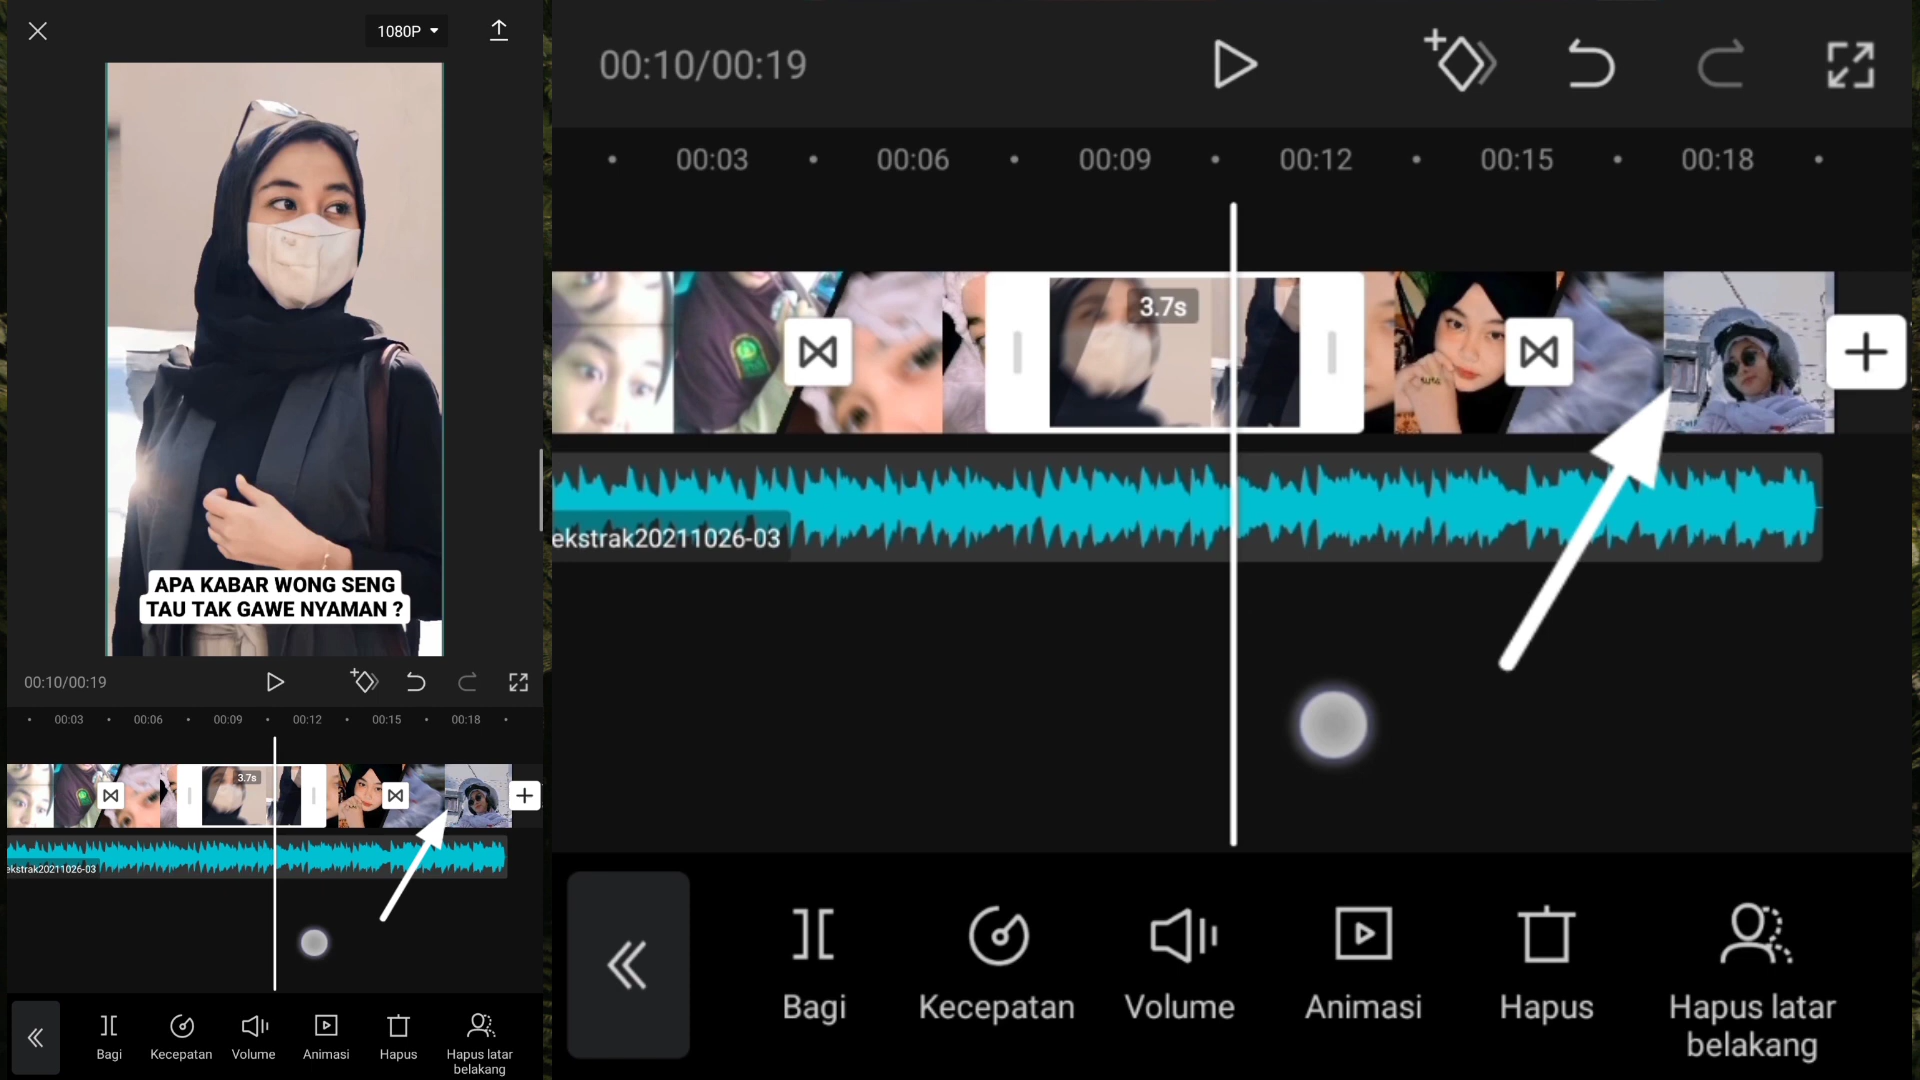 1080P
APA KABAR WONG SENG
TAU TAK GAWE NYAMAN ?
00:10/00:19
00:03
00:06
00:09
00:12
00:15
00:18
3.7s
ekstrak20211026-03
Bagi
Kecepatan
Volume
Animasi
Hapus
Hapus latar
belakang
00:10/00:19
00:03
00:06
00:09
00:12
00:15
00:18
3.7s
ekstrak20211026-03
Bagi
Kecepatan
Volume
Animasi
Hapus
Hapus latar
belakang